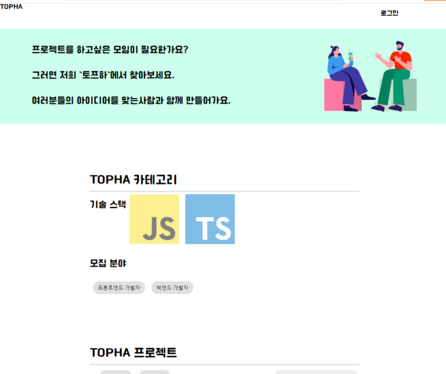 TOPHA
로그인
프로젝트를 하고싶은 모임이 필요한가요?
그러면 저희 `토프하`에서 찾아보세요.
여러분들의 아이디어를 맞는사람과 함께 만들어가요.
TOPHA 카테고리
기술 스택
JS
TS
모집 분야
프론트엔드 개발자
백엔드 개발자
TOPHA 프로젝트